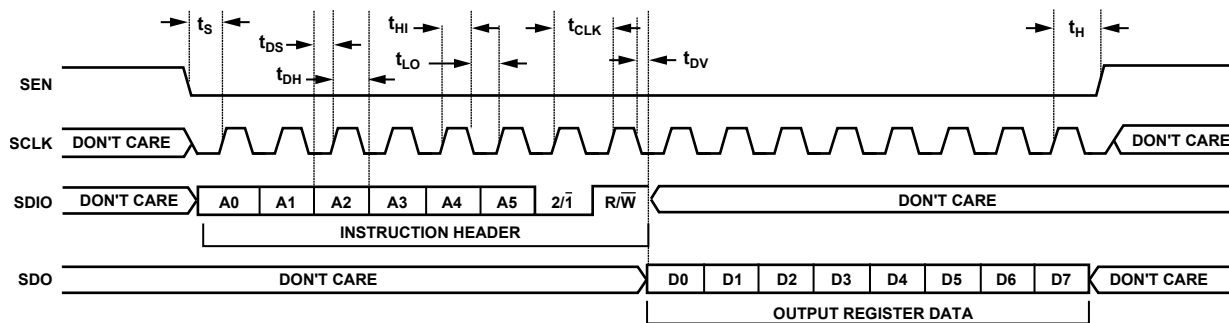 tS
tDS
tDH
tHI
tLO
tCLK
tDV
tH
SEN
SCLK DON'T CARE DON'T CARE
SDIO DON'T CARE A0 A1 A2 A3 A4 A5 2/1̅ R/W̅ DON'T CARE
INSTRUCTION HEADER
SDO DON'T CARE D0 D1 D2 D3 D4 D5 D6 D7 DON'T CARE
OUTPUT REGISTER DATA